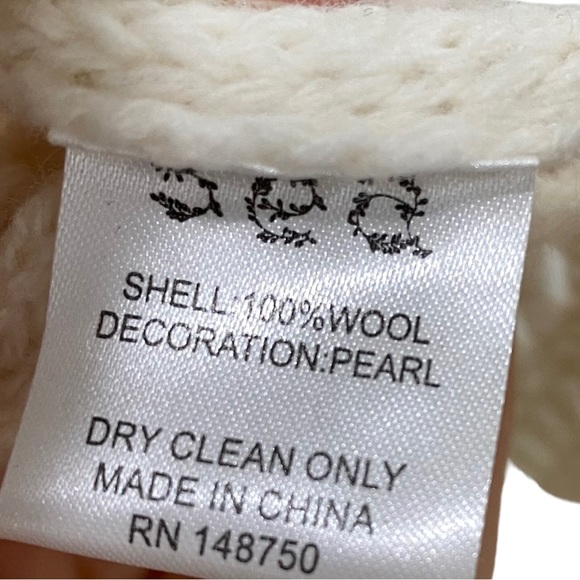 SHELL:100%WOOL
DECORATION:PEARL
DRY CLEAN ONLY
MADE IN CHINA
RN 148750